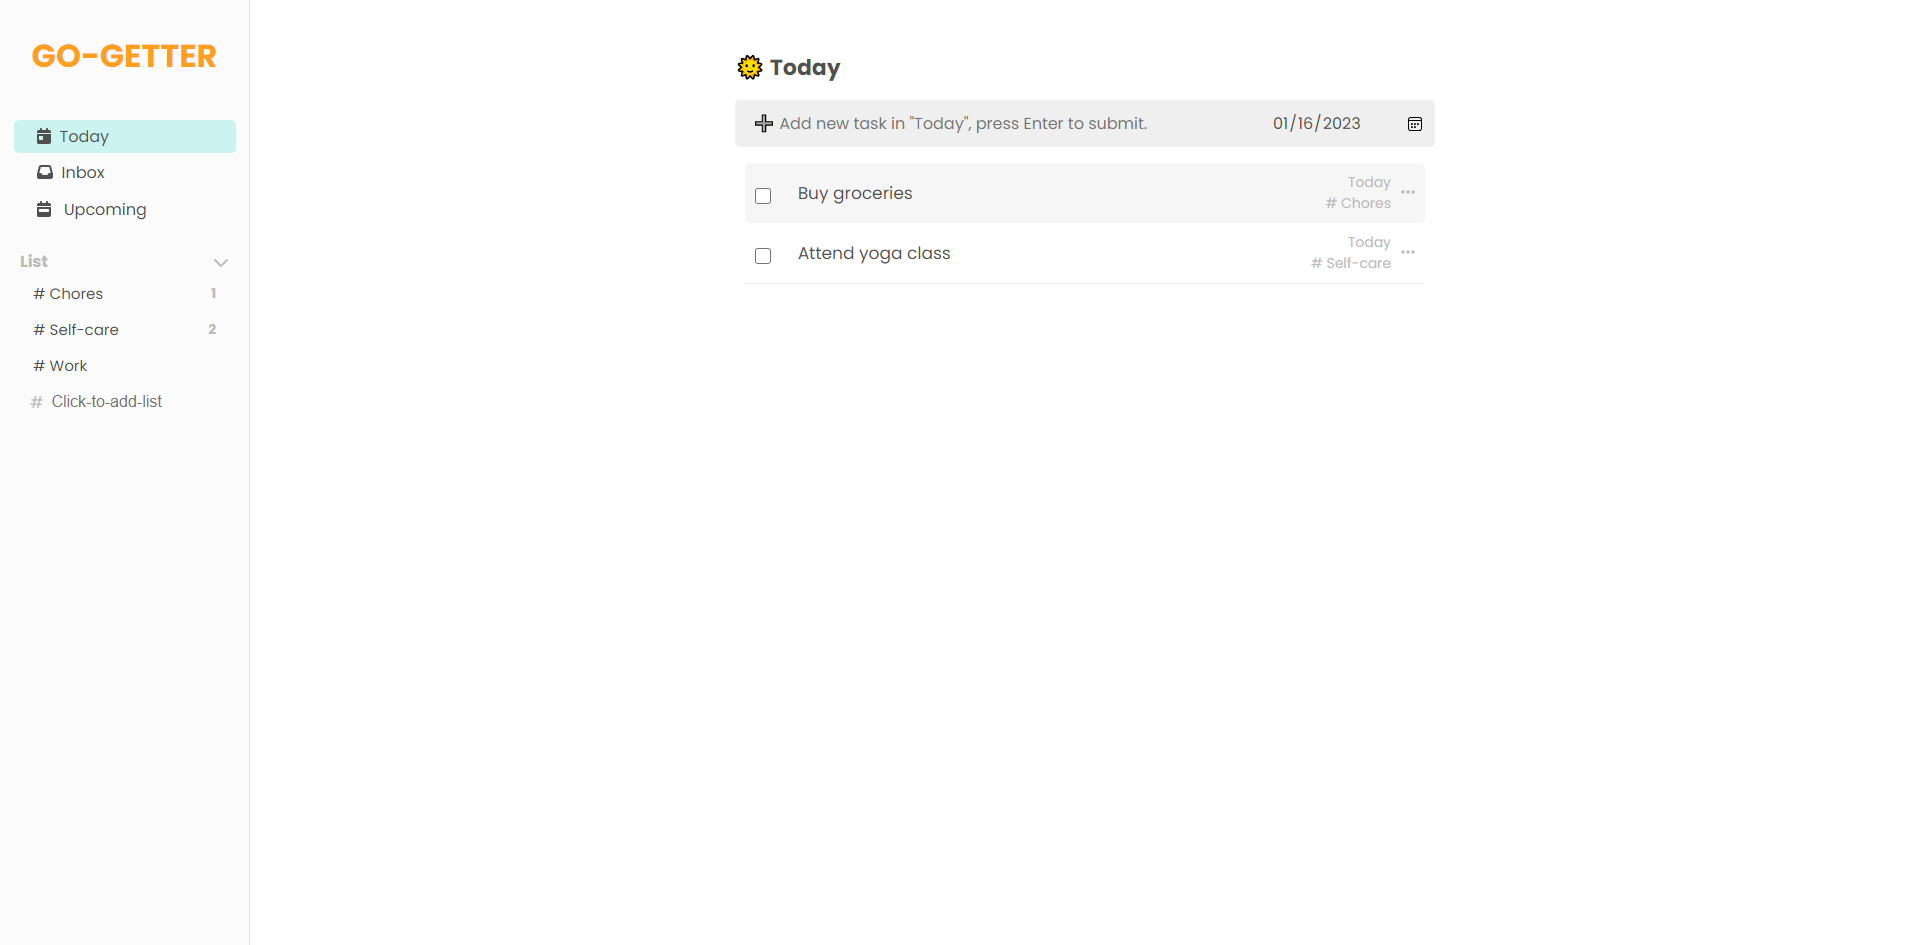 GO-GETTER
Today
Inbox
Upcoming
List
# Chores 1
# Self-care 2
# Work
# Click-to-add-list
Today
Add new task in "Today", press Enter to submit. 01/16/2023
Buy groceries
Today
# Chores
Attend yoga class
Today
# Self-care